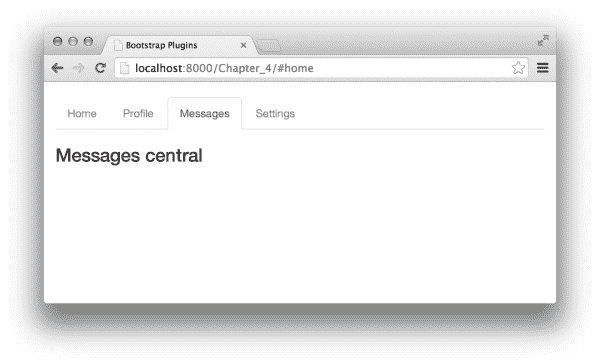 Bootstrap Plugins
localhost:8000/Chapter_4/#home
Home Profile Messages Settings
Messages central